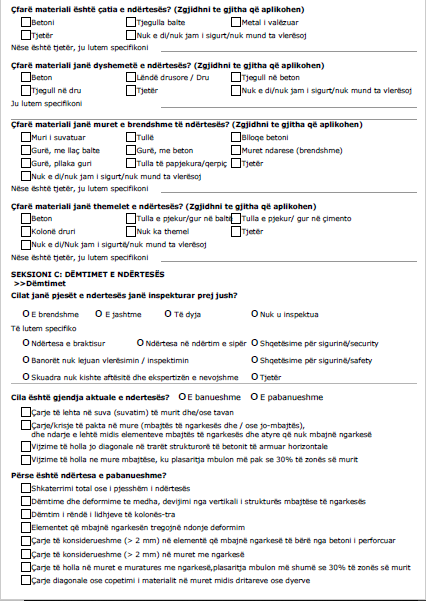 Çfarë materiali është çatia e ndërtesës? (Zgjidhni te gjitha që aplikohen)
Betoni Tjegulla balte Metal i valëzuar
Tjetër Nuk e di/nuk jam i sigurt/nuk mund ta vlerësoj
Nëse është tjetër, ju lutem specifikoni
Çfarë materiali janë dyshemetë e ndërtesës? (Zgjidhni te gjitha që aplikohen)
Beton Lëndë drusore / Dru Tjegull në beton
Tjegull në dru Tjetër Nuk e di/nuk jam i sigurt/nuk mund ta vlerësoj
Ju lutem specifikoni
Çfarë materiali janë muret e brendshme të ndërtesës? (Zgjidhni te gjitha që aplikohen)
Muri i suvatuar Tullë Blloqe betoni
Gurë, me llaç balte Gurë, me beton Muret ndarese (brendshme)
Gurë, pllaka guri Tulla të papjekura/qerpiç Tjetër
Nuk e di/nuk jam i sigurt/nuk mund ta vlerësoj
Nëse është tjetër, ju lutem specifikoni
Çfarë materiali janë themelet e ndërtesës? (Zgjidhni te gjitha që aplikohen)
Beton Tulla e pjekur/gur në baltë Tulla e pjekur/ gur në çimento
Kolonë druri Nuk ka themel Tjetër
Nuk e di/Nuk jam i sigurtë/nuk mund ta vlerësoj
Nëse është tjetër, ju lutem specifikoni
SEKSIONI C: DËMTIMET E NDËRTESËS
>>Dëmtimet
Cilat janë pjesët e ndertesës janë inspekturar prej jush?
O E brendshme O E jashtme O Të dyja O Nuk u inspektua
Të lutem specifiko
O Ndërtesa e braktisur O Ndërtesa në ndërtim e sipër O Shqetësime për sigurinë/security
O Banorët nuk lejuan vlerësimin / inspektimin O Shqetësime për sigurinë/safety
O Skuadra nuk kishte aftësitë dhe ekspertizën e nevojshme O Tjetër
Cila është gjendja aktuale e ndertesës? O E banueshme O E pabanueshme
Çarje të lehta në suva (suvatim) të murit dhe/ose tavan
Çarje/krisje të pakta në mure (mbajtës të ngarkesës dhe / ose jo-mbajtës),
dhe ndarje e lehtë midis elementeve mbajtës të ngarkesës dhe atyre që nuk mbajnë ngarkesë
Vijzime të holla jo diagonale në trarët strukturorë të betonit të armuar horizontale
Vijzime të holla ne mure mbajtëse, ku plasaritja mbulon më pak se 30% të zonës së murit
Përse është ndërtesa e pabanueshme?
Shkaterrimi total ose i pjesshëm i ndërtesës
Dëmtime dhe deformime te medha, devijimi nga vertikali i strukturës mbajtëse të ngarkesës
Dëmtim i rëndë i lidhjeve të kolonës-tra
Elementet që mbajnë ngarkesën tregojnë ndonje deformim
Çarje të konsiderueshme (> 2 mm) në elementë që mbajnë ngarkesë të bërë nga betoni i perforcuar
Çarje të konsiderueshme (> 2 mm) në muret me ngarkesë
Çarje të holla në muret e muratures me ngarkesë,plasaritja mbulon më shumë se 30% të zonës së murit
Çarje diagonale ose copetimi i materialit në muret midis dritareve ose dyerve